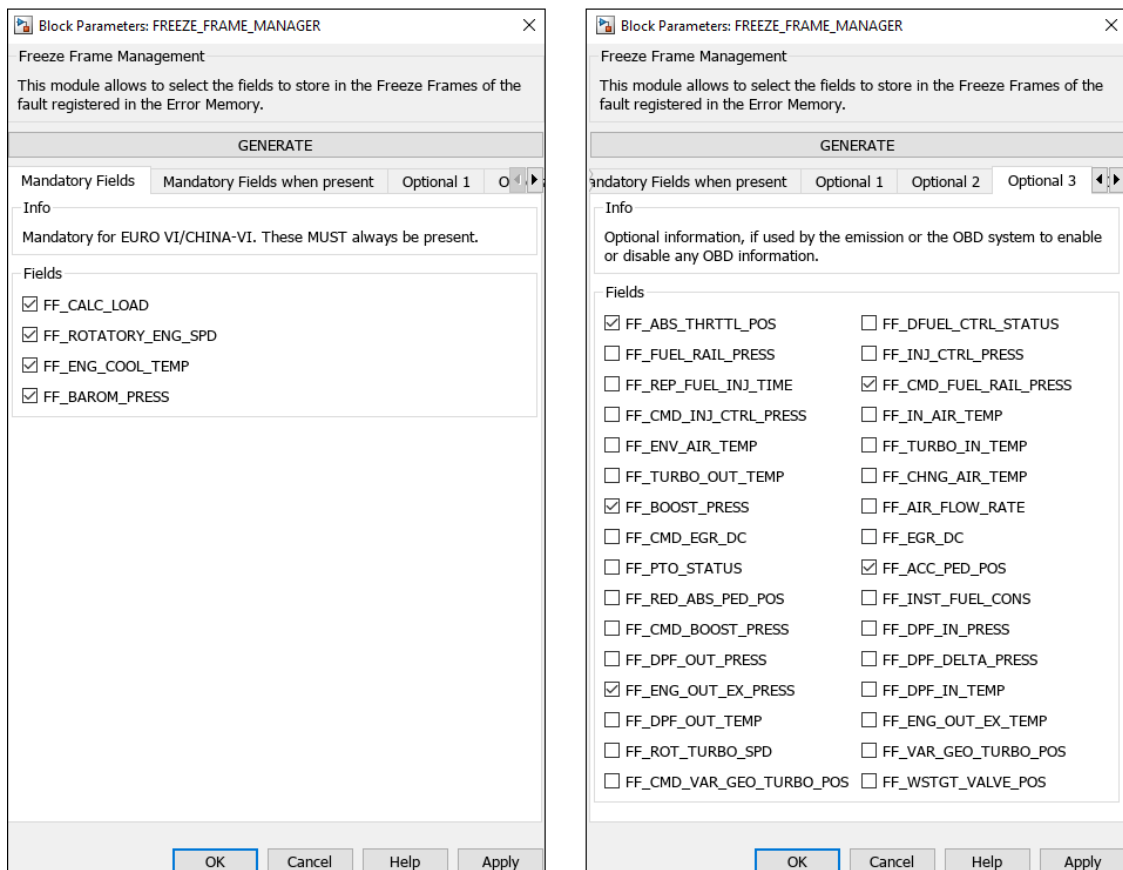 Block Parameters: FREEZE_FRAME_MANAGER
Freeze Frame Management
This module allows to select the fields to store in the Freeze Frames of the
fault registered in the Error Memory.
GENERATE
Mandatory Fields
Mandatory Fields when present
Optional 1
Info
Mandatory for EURO VI/CHINA-VI. These MUST always be present.
Fields
FF_CALC_LOAD
FF_ROTATORY_ENG_SPD
FF_ENG_COOL_TEMP
FF_BAROM_PRESS
OK
Cancel
Help
Apply
Block Parameters: FREEZE_FRAME_MANAGER
Freeze Frame Management
This module allows to select the fields to store in the Freeze Frames of the
fault registered in the Error Memory.
GENERATE
andatory Fields when present
Optional 1
Optional 2
Optional 3
Info
Optional information, if used by the emission or the OBD system to enable
or disable any OBD information.
Fields
FF_ABS_THRTTL_POS
FF_DFUEL_CTRL_STATUS
FF_FUEL_RAIL_PRESS
FF_INJ_CTRL_PRESS
FF_REP_FUEL_INJ_TIME
FF_CMD_FUEL_RAIL_PRESS
FF_CMD_INJ_CTRL_PRESS
FF_IN_AIR_TEMP
FF_ENV_AIR_TEMP
FF_TURBO_IN_TEMP
FF_TURBO_OUT_TEMP
FF_CHNG_AIR_TEMP
FF_BOOST_PRESS
FF_AIR_FLOW_RATE
FF_CMD_EGR_DC
FF_EGR_DC
FF_PTO_STATUS
FF_ACC_PED_POS
FF_RED_ABS_PED_POS
FF_INST_FUEL_CONS
FF_CMD_BOOST_PRESS
FF_DPF_IN_PRESS
FF_DPF_OUT_PRESS
FF_DPF_DELTA_PRESS
FF_ENG_OUT_EX_PRESS
FF_DPF_IN_TEMP
FF_DPF_OUT_TEMP
FF_ENG_OUT_EX_TEMP
FF_ROT_TURBO_SPD
FF_VAR_GEO_TURBO_POS
FF_CMD_VAR_GEO_TURBO_POS
FF_WSTGT_VALVE_POS
OK
Cancel
Help
Apply